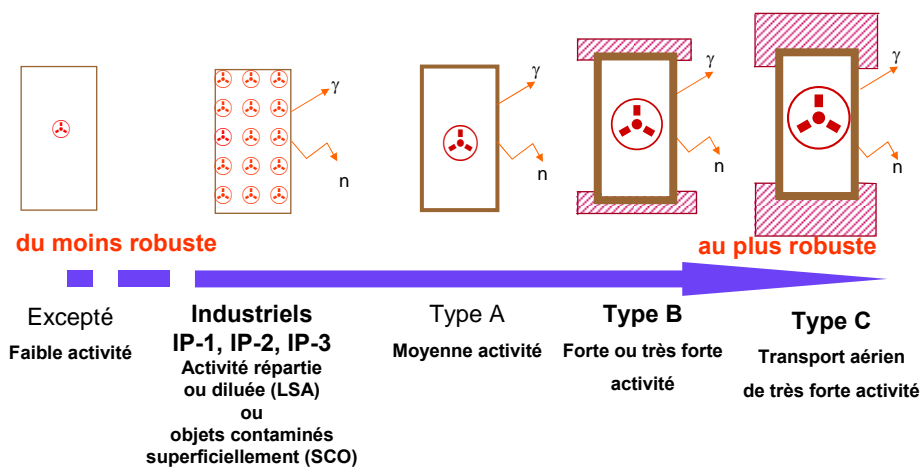 γ
n
γ
n
γ
n
γ
n
du moins robuste
au plus robuste
Excepté
Faible activité
Industriels
IP-1, IP-2, IP-3
Activité répartie
ou diluée (LSA)
ou
objets contaminés
superficiellement (SCO)
Type A
Moyenne activité
Type B
Forte ou très forte
activité
Type C
Transport aérien
de très forte activité